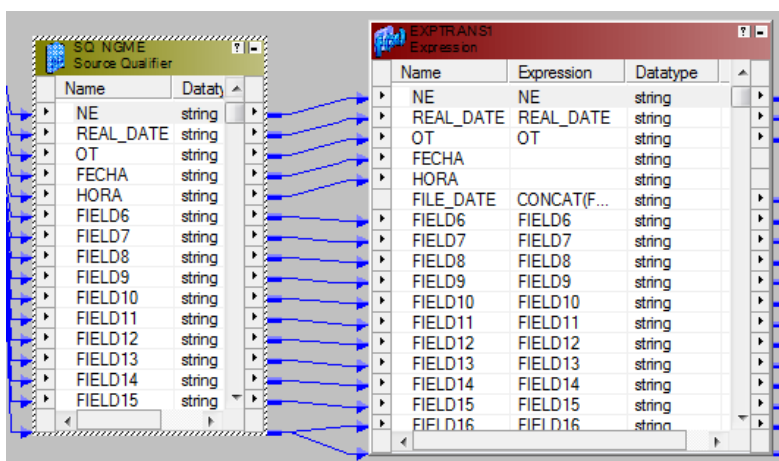 SQ_NGME
Source Qualifier
Name Dataty
NE string
REAL_DATE string
OT string
FECHA string
HORA string
FIELD6 string
FIELD7 string
FIELD8 string
FIELD9 string
FIELD10 string
FIELD11 string
FIELD12 string
FIELD13 string
FIELD14 string
FIELD15 string
EXPTRANS1
Expression
Name Expression Datatype
NE NE string
REAL_DATE REAL_DATE string
OT OT string
FECHA string
HORA string
FILE_DATE CONCAT(F... string
FIELD6 FIELD6 string
FIELD7 FIELD7 string
FIELD8 FIELD8 string
FIELD9 FIELD9 string
FIELD10 FIELD10 string
FIELD11 FIELD11 string
FIELD12 FIELD12 string
FIELD13 FIELD13 string
FIELD14 FIELD14 string
FIELD15 FIELD15 string
FIELD16 FIELD16 string